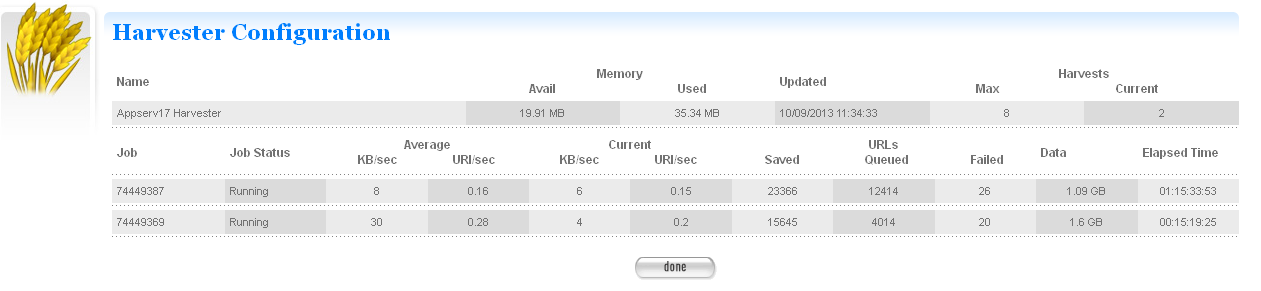 Harvester Configuration
Name Memory Updated Harvests
Avail Used Max Current
Appserv17 Harvester 19.91 MB 35.34 MB 10/09/2013 11:34:33 8 2
Job Job Status Average Current URLs Data Elapsed Time
KB/sec URI/sec KB/sec URI/sec Saved Queued Failed
74449387 Running 8 0.16 6 0.15 23366 12414 26 1.09 GB 01:15:33:53
74449369 Running 30 0.28 4 0.2 15645 4014 20 1.6 GB 00:15:19:25
done